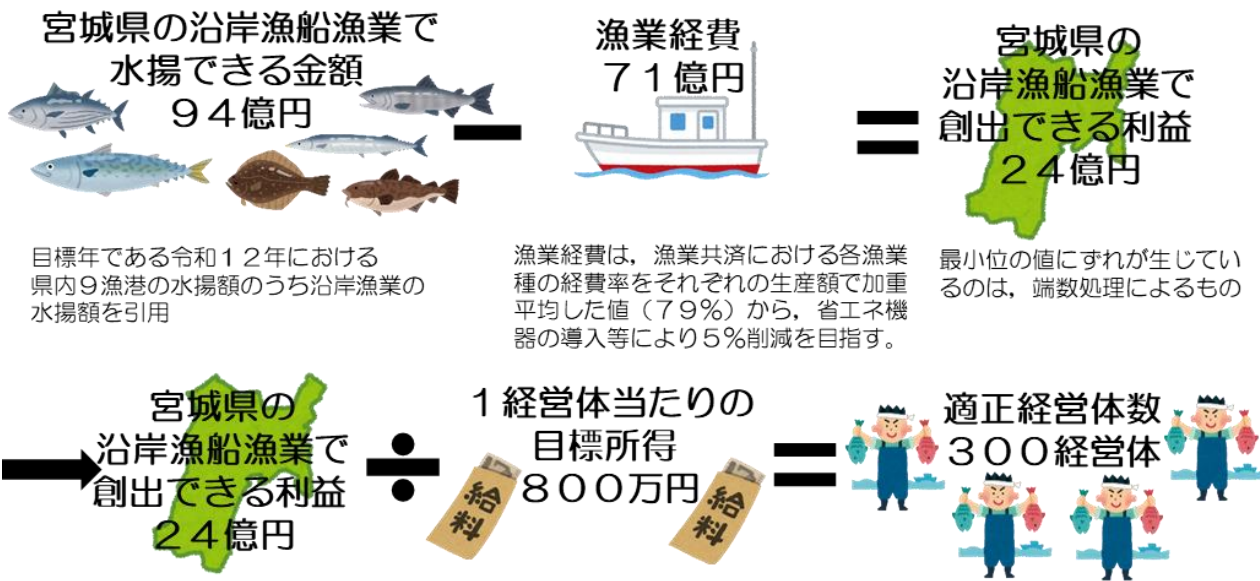 宮城県の沿岸漁船漁業で
水揚できる金額
９４億円
漁業経費
７１億円
宮城県の
沿岸漁船漁業で
創出できる利益
２４億円
目標年である令和１２年における
県内９漁港の水揚額のうち沿岸漁業の
水揚額を引用
漁業経費は，漁業共済における各漁業
種の経費率をそれぞれの生産額で加重
平均した値（７９％）から，省エネ機
器の導入等により５％削減を目指す。
最小位の値にずれが生じてい
るのは，端数処理によるもの
宮城県の
沿岸漁船漁業で
創出できる利益
２４億円
÷
１経営体当たりの
目標所得
８００万円
給料
給料
＝
適正経営体数
３００経営体